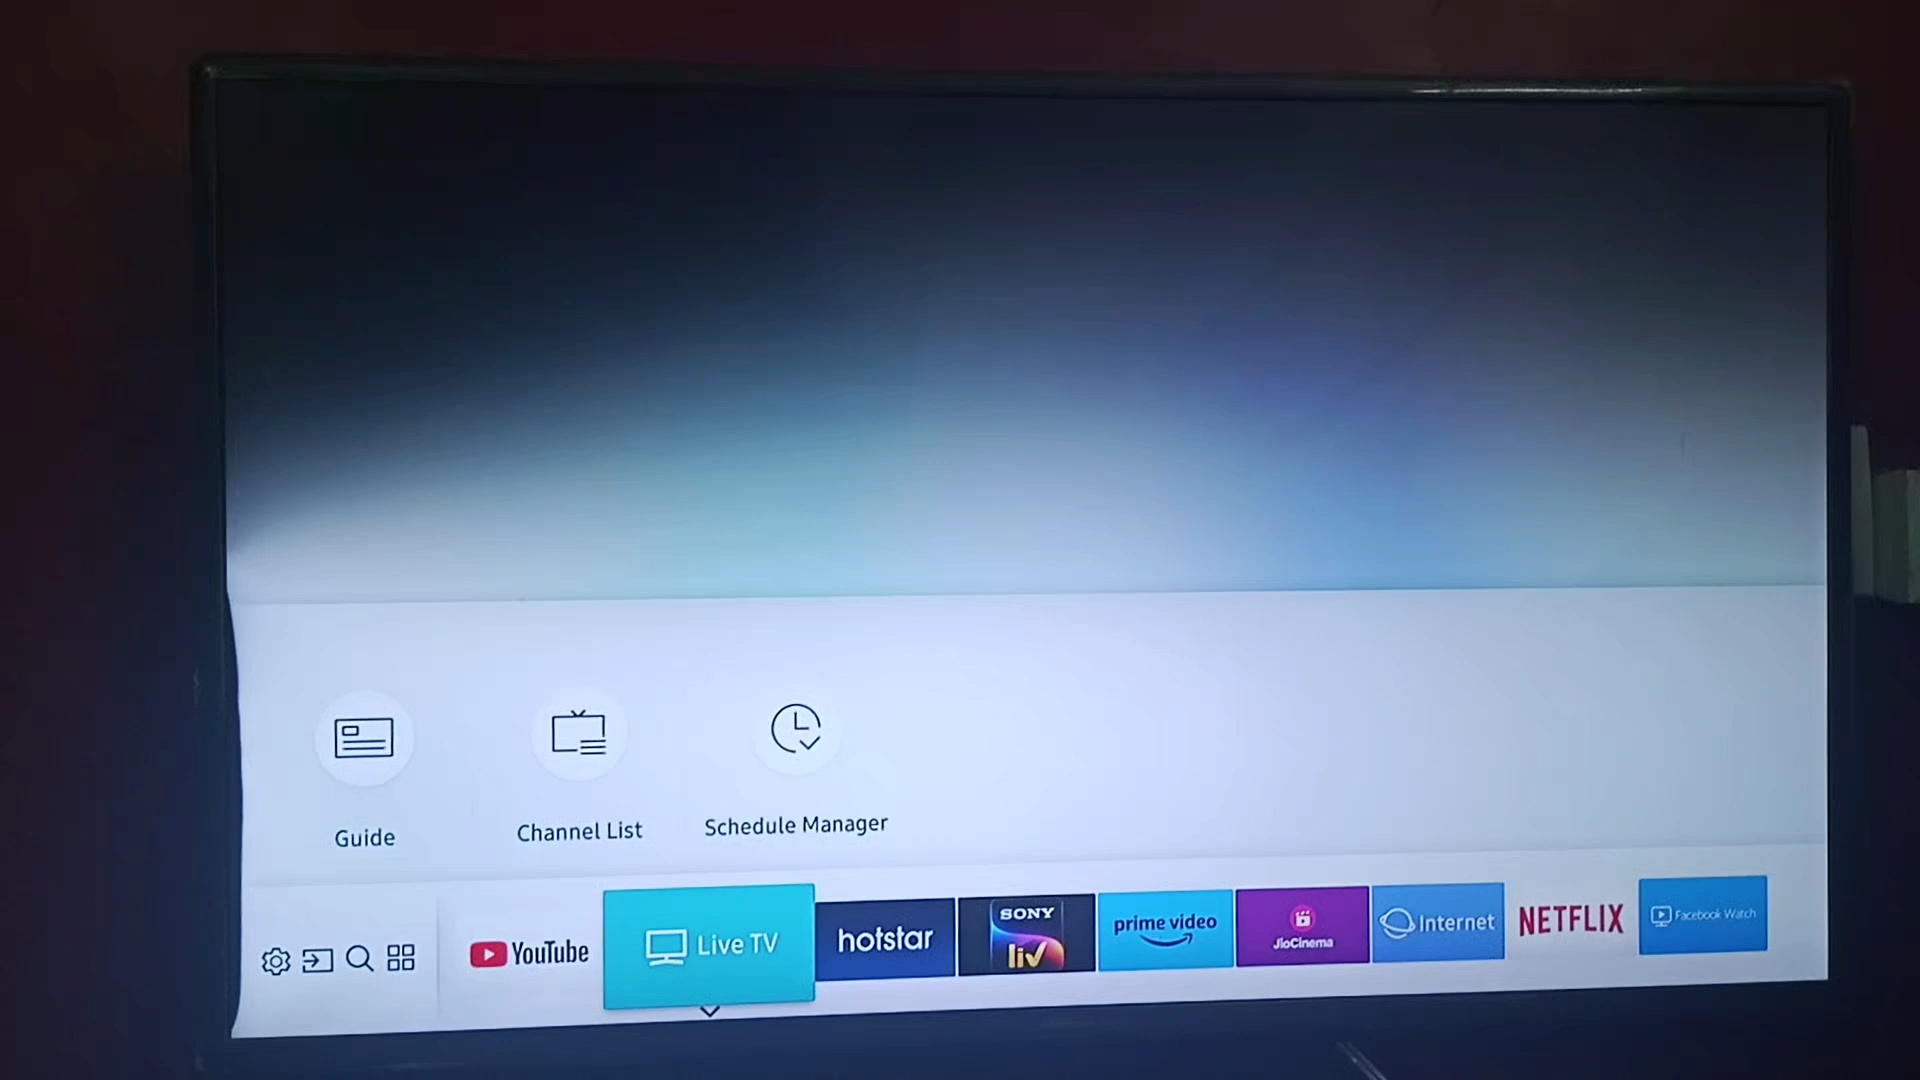 Guide
Channel List
Schedule Manager
YouTube
Live TV
hotstar
SONY
liv
prime video
JioCinema
Internet
NETFLIX
Facebook Watch